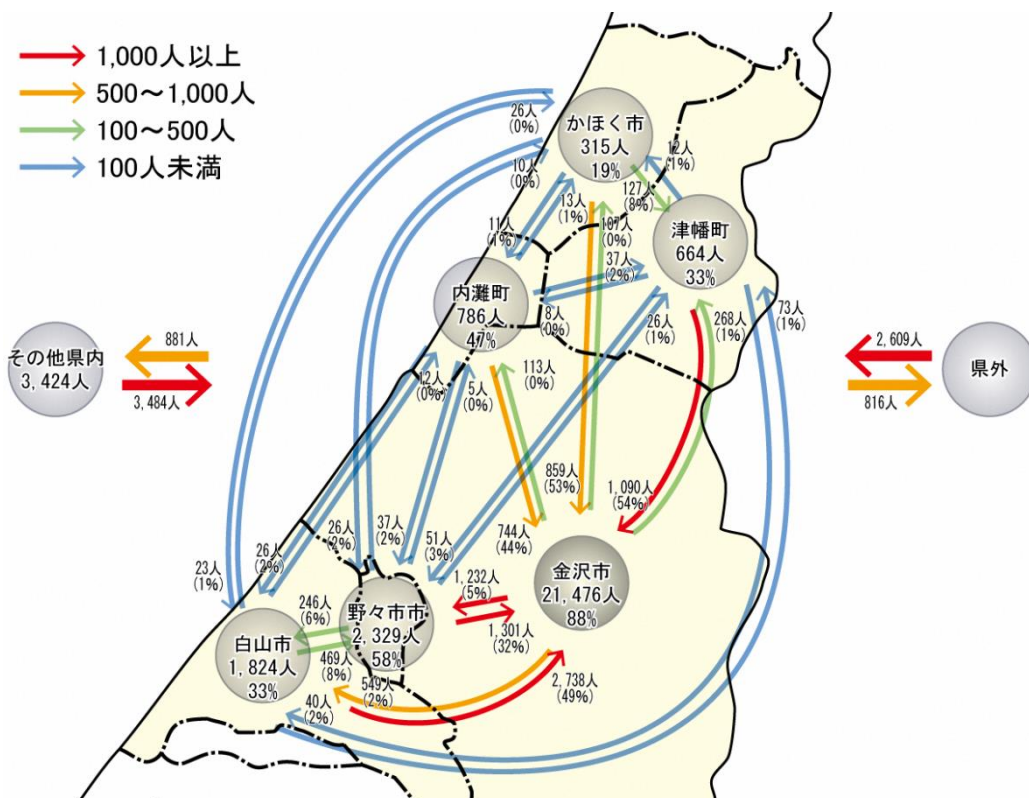 1,000人以上
500～1,000人
100～500人
100人未満
26人
(0%)
かほく市
315人
19%
12人
(1%)
10人
(0%)
127人
(8%)
13人
(1%)
107人
(0%)
津幡町
664人
33%
11人
(1%)
37人
(2%)
内灘町
786人
47%
8人
(0%)
26人
(1%)
268人
(1%)
73人
(1%)
その他県内
3,424人
881人
3,484人
2,609人
816人
県外
12人
(0%)
5人
(0%)
113人
(0%)
859人
(53%)
1,090人
(54%)
744人
(44%)
26人
(2%)
37人
(2%)
51人
(3%)
26人
(2%)
23人
(1%)
金沢市
21,476人
88%
1,232人
(5%)
1,301人
(32%)
246人
(6%)
野々市市
2,329人
58%
白山市
1,824人
33%
469人
(8%)
549人
(2%)
40人
(2%)
2,738人
(49%)